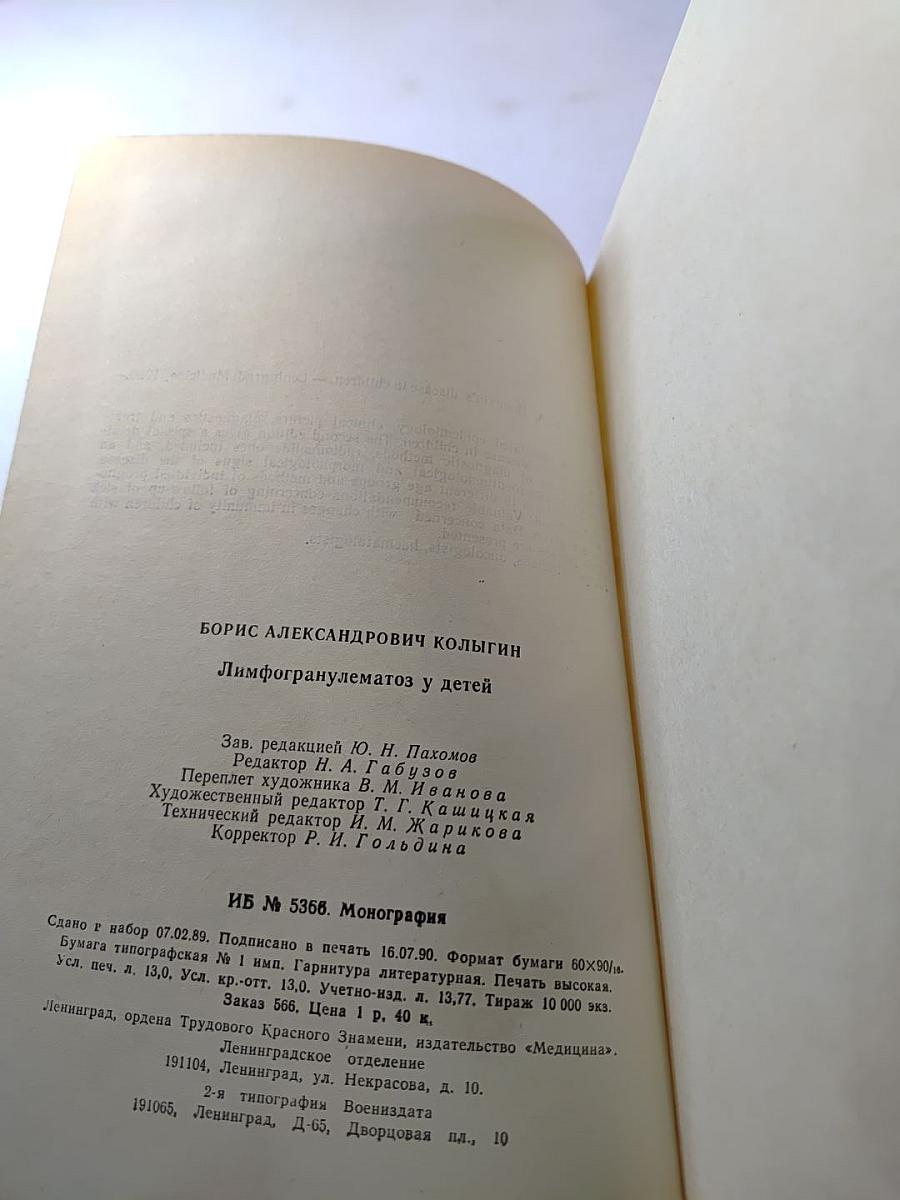 БОРИС АЛЕКСАНДРОВИЧ КОЛЫГИН
Лимфогранулематоз у детей
Зав. редакцией Ю. Н. Пахомов
Редактор Н. А. Габузов
Переплет художника В. М. Иванова
Художественный редактор Т. Г. Кашицкая
Технический редактор И. М. Жарикова
Корректор Р. И. Гольдина
ИБ № 5366. Монография
Сдано в набор 07.02.89. Подписано в печать 16.07.90. Формат бумаги 60×90/16.
Бумага типографская № 1 имп. Гарнитура литературная. Печать высокая.
Усл. печ. л. 13,0. Усл. кр.-отт. 13,0. Учетно-изд. л. 13,77. Тираж 10 000 экз.
Заказ 566. Цена 1 р. 40 к.
Ленинград, ордена Трудового Красного Знамени, издательство «Медицина».
Ленинградское отделение
191104, Ленинград, ул. Некрасова, д. 10.
2-я типография Воениздата
191065, Ленинград, Д-65, Дворцовая пл., 10